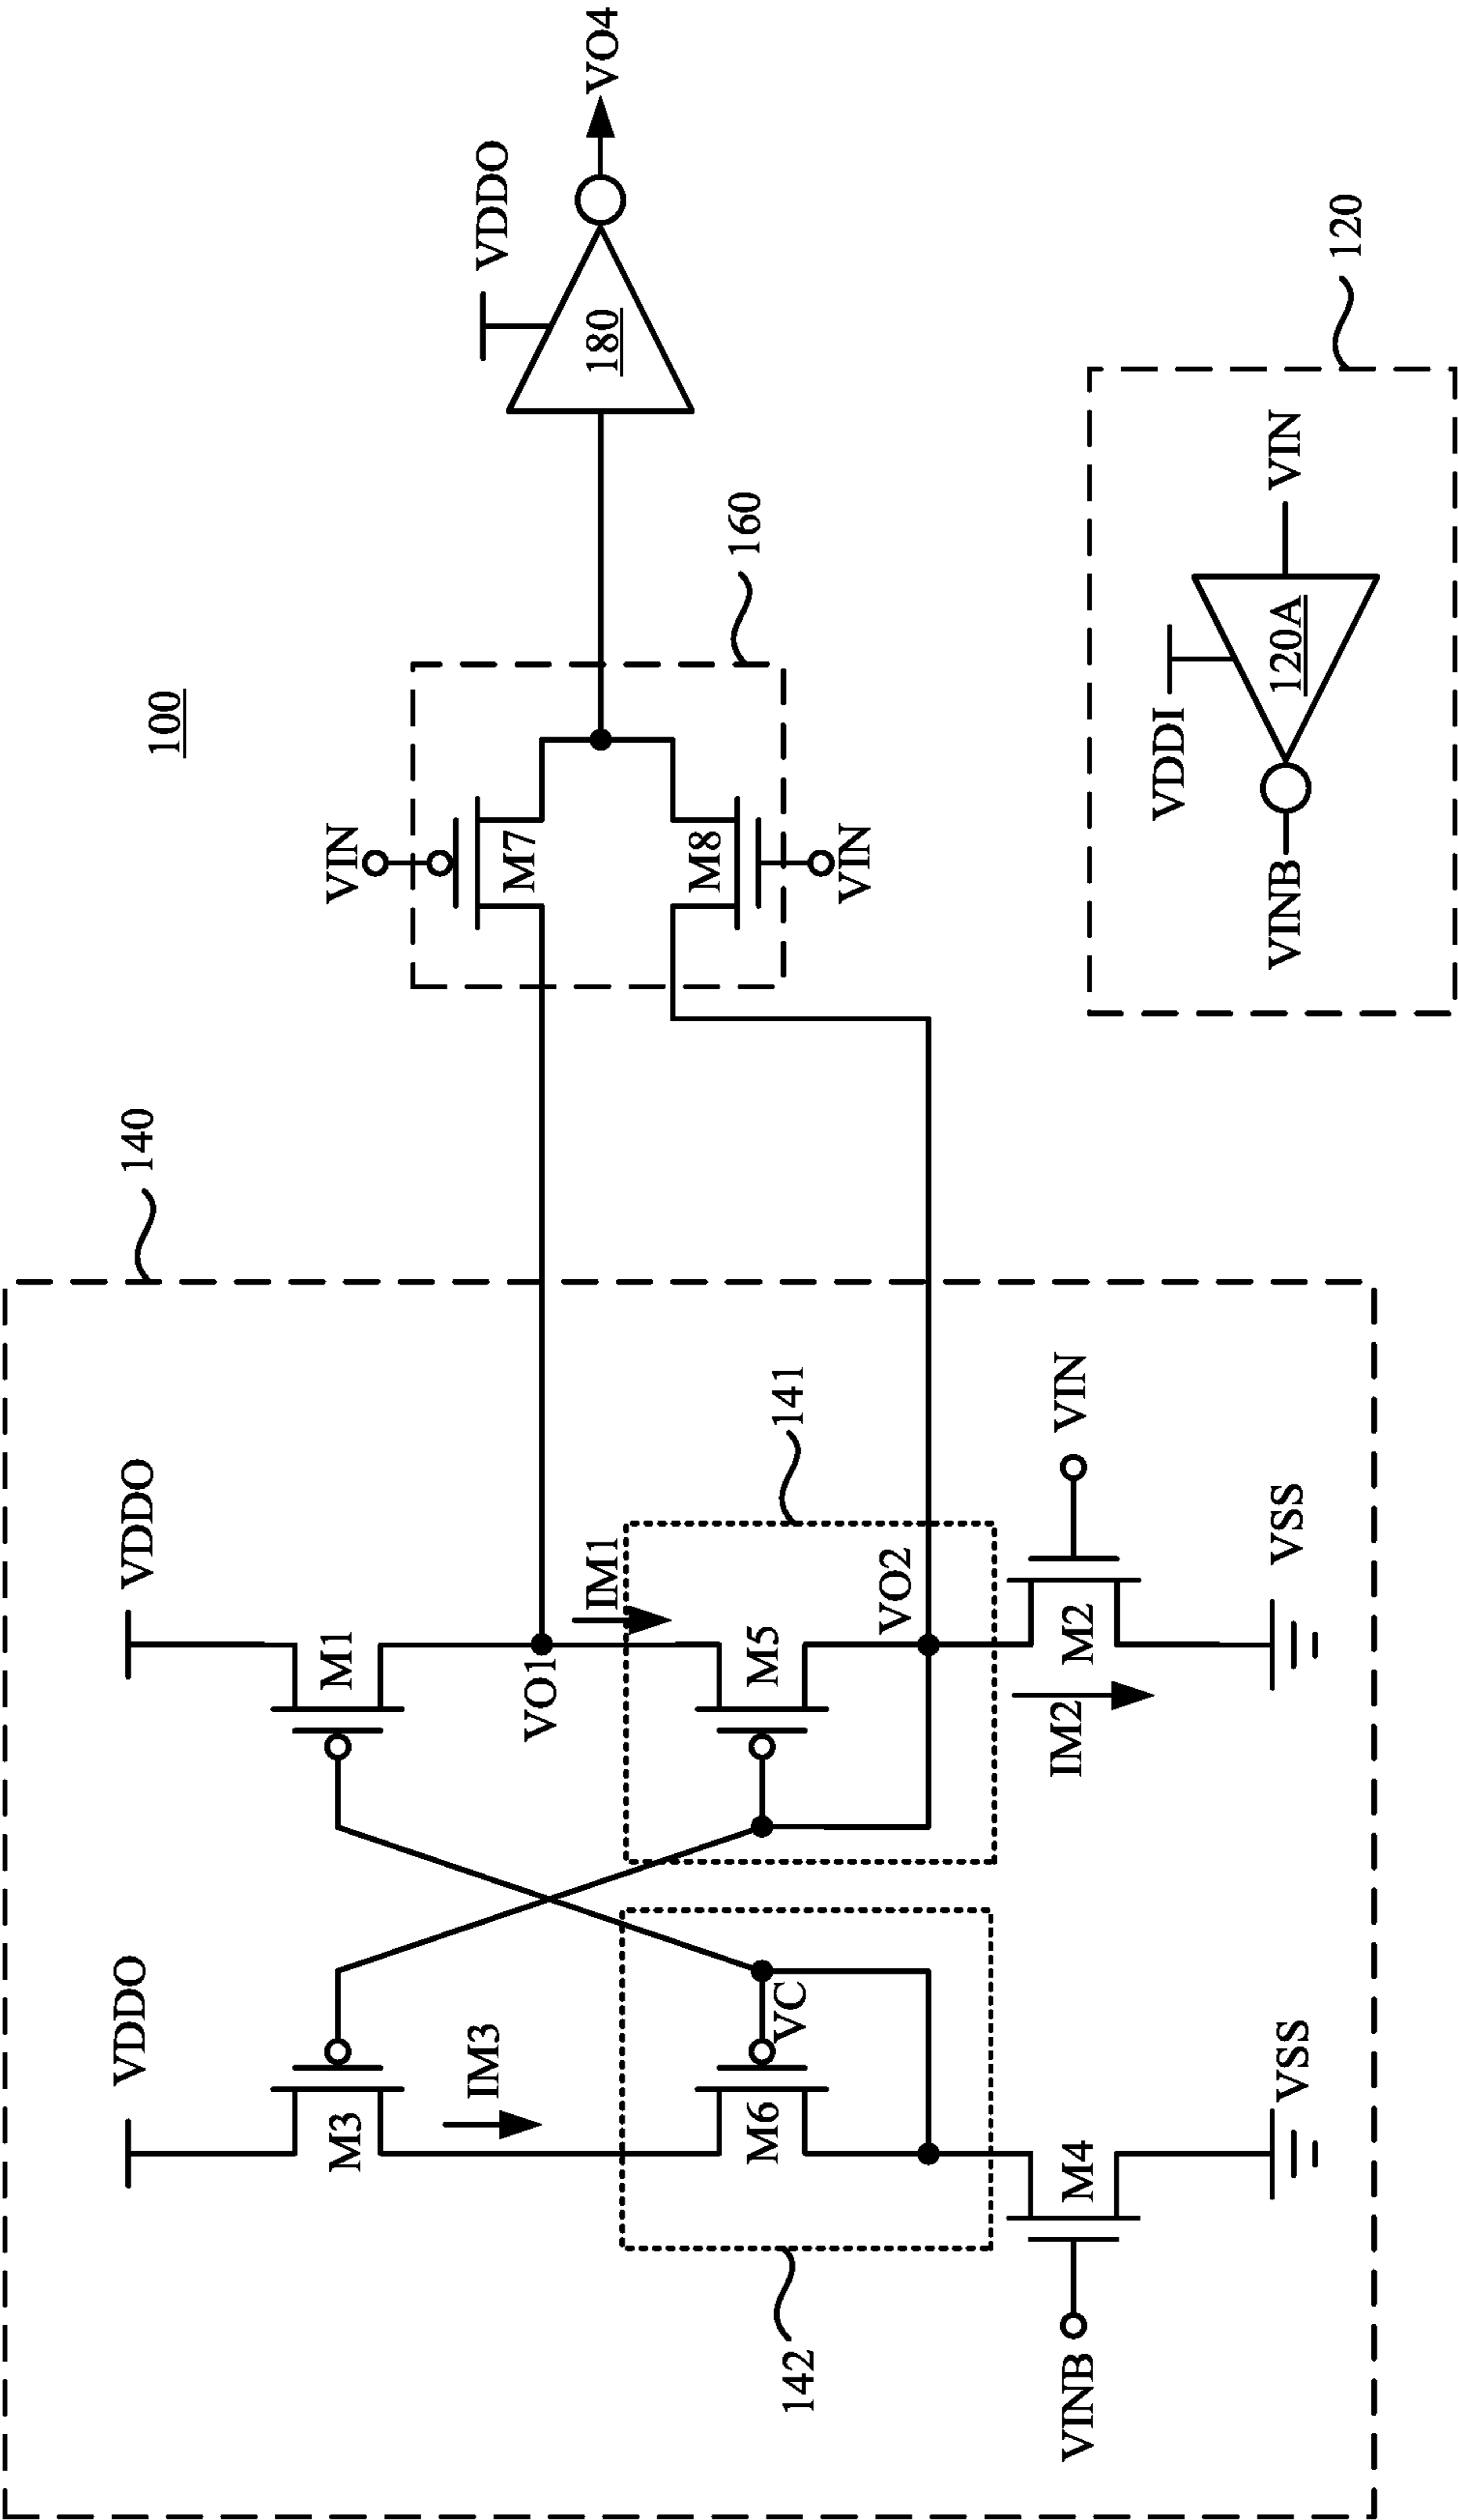 100
140
VDDO
VDDO
M3
M1
IM3
VO1
IM1
141
M6
VC
M5
VO2
142
VINB
M4
IM2
M2
VIN
VSS
VSS
VIN
M7
M8
VIN
160
VDDO
180
VO4
VDDI
VINB
120A
VIN
120